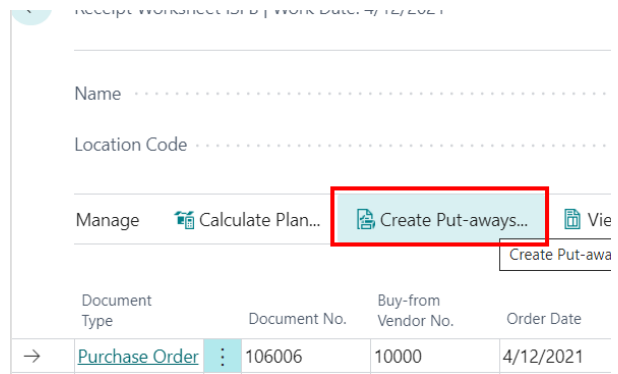 Receipt Worksheet ISFB | Work Date: 4/12/2021
Name
Location Code
Manage Calculate Plan... Create Put-aways... Vie
Create Put-awa
Document Type Document No. Buy-from Vendor No. Order Date
Purchase Order 106006 10000 4/12/2021